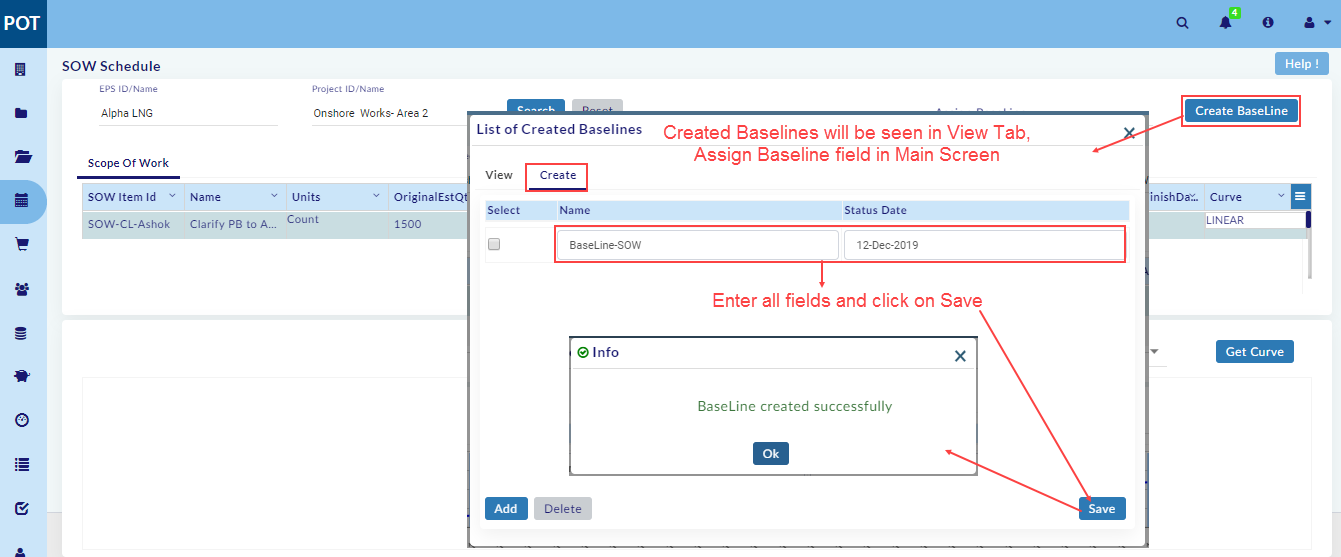 POT
4
SOW Schedule
Help !
EPS ID/Name
Project ID/Name
Alpha LNG
Onshore Works- Area 2
Search
Reset
Create BaseLine
List of Created Baselines
Created Baselines will be seen in View Tab,
Assign Baseline field in Main Screen
Scope Of Work
View
Create
SOW Item Id
Name
Units
OriginalEstQt
inishDa...
Curve
SOW-CL-Ashok
Clarify PB to A...
Count
1500
LINEAR
Select
Name
Status Date
BaseLine-SOW
12-Dec-2019
Enter all fields and click on Save
Info
BaseLine created successfully
Ok
Get Curve
Add
Delete
Save